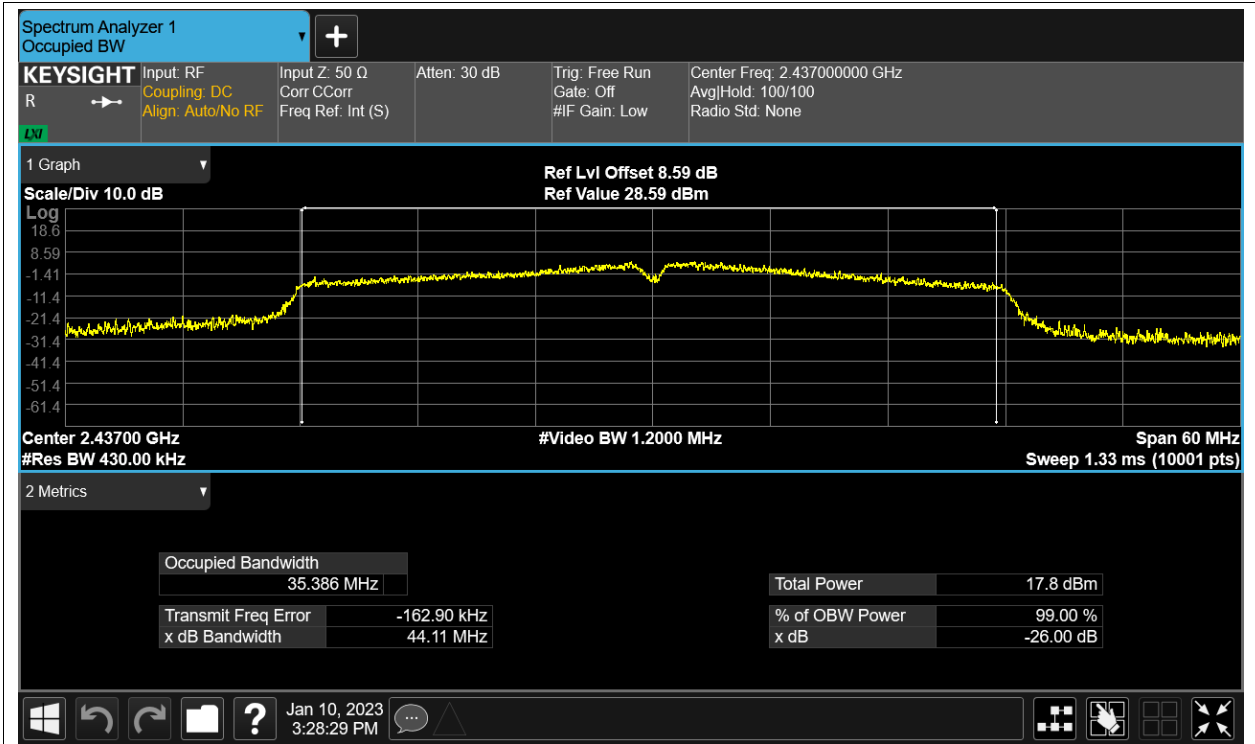 Spectrum Analyzer 1
Occupied BW
KEYSIGHT
R
LXI
Input: RF
Coupling: DC
Align: Auto/No RF
Input Z: 50 Ω
Corr CCorr
Freq Ref: Int (S)
Atten: 30 dB
Trig: Free Run
Gate: Off
#IF Gain: Low
Center Freq: 2.437000000 GHz
Avg|Hold: 100/100
Radio Std: None
1 Graph
Ref Lvl Offset 8.59 dB
Scale/Div 10.0 dB
Ref Value 28.59 dBm
Log
18.6
8.59
-1.41
-11.4
-21.4
-31.4
-41.4
-51.4
-61.4
Center 2.43700 GHz
#Video BW 1.2000 MHz
Span 60 MHz
#Res BW 430.00 kHz
Sweep 1.33 ms (10001 pts)
2 Metrics
Occupied Bandwidth
35.386 MHz
Total Power 17.8 dBm
Transmit Freq Error -162.90 kHz
% of OBW Power 99.00 %
x dB Bandwidth 44.11 MHz
x dB -26.00 dB
?
Jan 10, 2023
3:28:29 PM